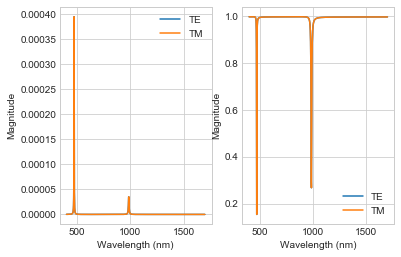 0.00040
0.00035
0.00030
0.00025
0.00020
0.00015
0.00010
0.00005
0.00000
Magnitude
500
1000
1500
Wavelength (nm)
TE
TM
1.0
0.8
0.6
0.4
0.2
Magnitude
500
1000
1500
Wavelength (nm)
TE
TM